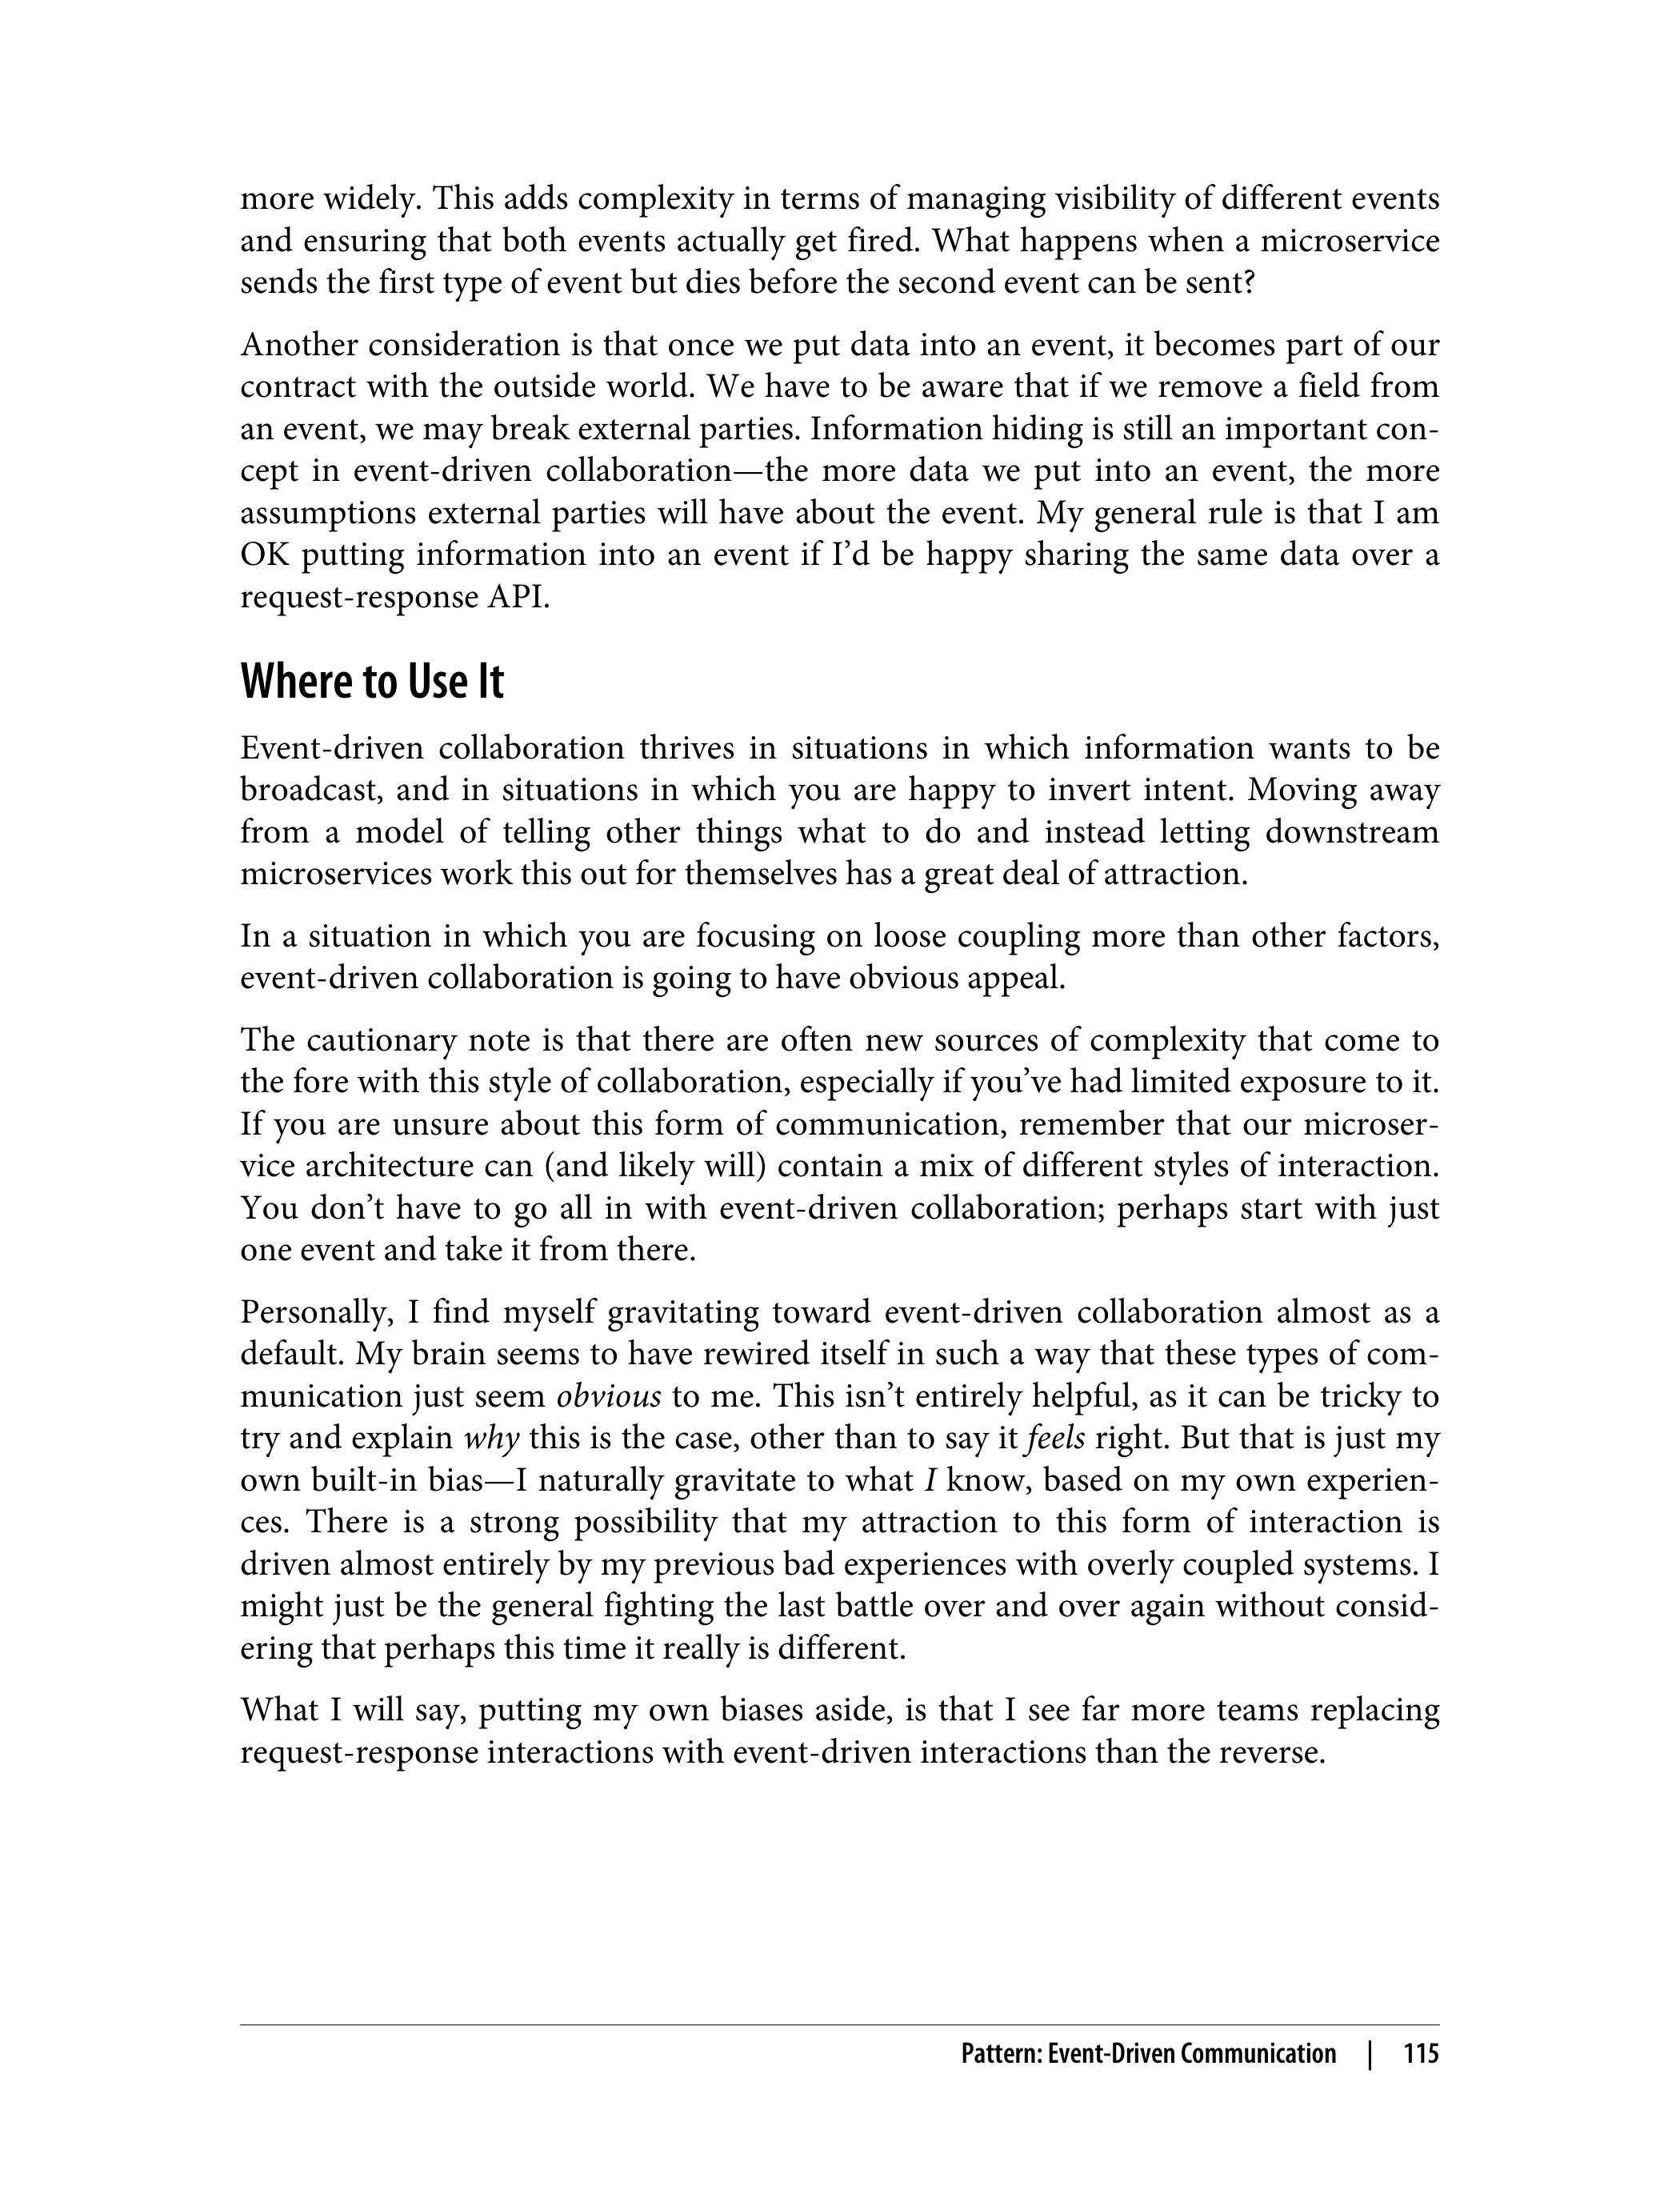 more widely. This adds complexity in terms of managing visibility of different events
and ensuring that both events actually get fired. What happens when a microservice
sends the first type of event but dies before the second event can be sent?
Another consideration is that once we put data into an event, it becomes part of our
contract with the outside world. We have to be aware that if we remove a field from
an event, we may break external parties. Information hiding is still an important con-
cept in event-driven collaboration—the more data we put into an event, the more
assumptions external parties will have about the event. My general rule is that I am
OK putting information into an event if I’d be happy sharing the same data over a
request-response API.
Where to Use It
Event-driven collaboration thrives in situations in which information wants to be
broadcast, and in situations in which you are happy to invert intent. Moving away
from a model of telling other things what to do and instead letting downstream
microservices work this out for themselves has a great deal of attraction.
In a situation in which you are focusing on loose coupling more than other factors,
event-driven collaboration is going to have obvious appeal.
The cautionary note is that there are often new sources of complexity that come to
the fore with this style of collaboration, especially if you’ve had limited exposure to it.
If you are unsure about this form of communication, remember that our microser-
vice architecture can (and likely will) contain a mix of different styles of interaction.
You don’t have to go all in with event-driven collaboration; perhaps start with just
one event and take it from there.
Personally, I find myself gravitating toward event-driven collaboration almost as a
default. My brain seems to have rewired itself in such a way that these types of com-
munication just seem obvious to me. This isn’t entirely helpful, as it can be tricky to
try and explain why this is the case, other than to say it feels right. But that is just my
own built-in bias—I naturally gravitate to what I know, based on my own experien-
ces. There is a strong possibility that my attraction to this form of interaction is
driven almost entirely by my previous bad experiences with overly coupled systems. I
might just be the general fighting the last battle over and over again without consid-
ering that perhaps this time it really is different.
What I will say, putting my own biases aside, is that I see far more teams replacing
request-response interactions with event-driven interactions than the reverse.
Pattern: Event-Driven Communication | 115